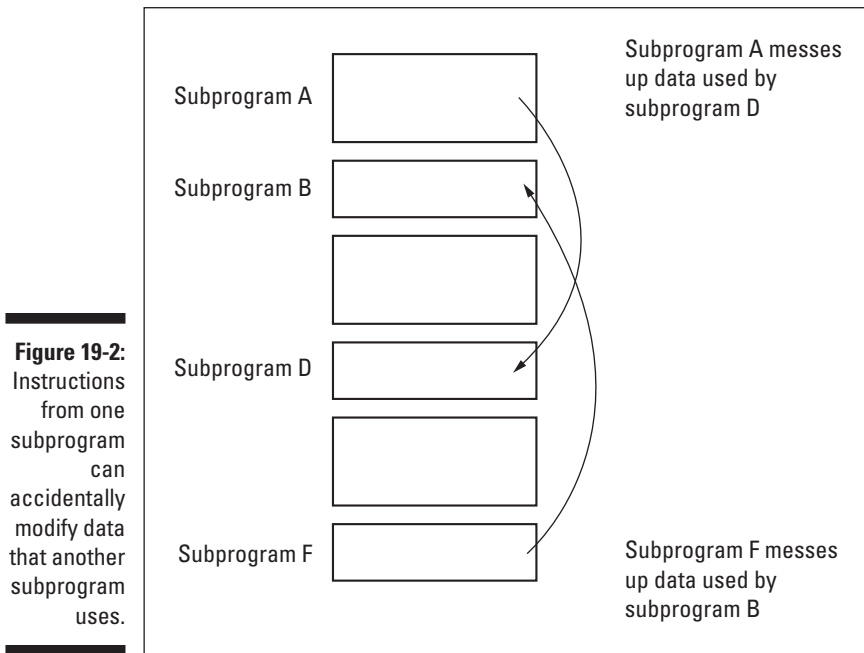 Subprogram A
Subprogram A messes
up data used by
subprogram D
Subprogram B
Subprogram D
Subprogram F
Subprogram F messes
up data used by
subprogram B
Figure 19-2:
Instructions
from one
subprogram
can
accidentally
modify data
that another
subprogram
uses.